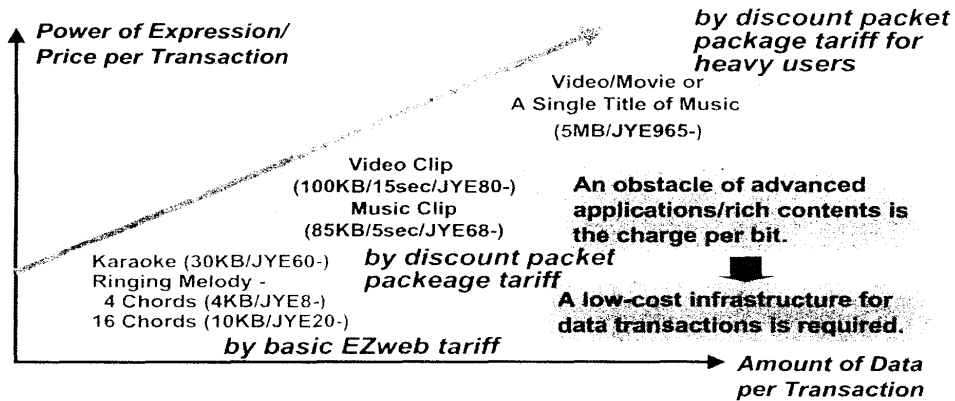 Power of Expression/
Price per Transaction
by discount packet
package tariff for
heavy users
Video/Movie or
A Single Title of Music
(5MB/JYE965-)
Video Clip
(100KB/15sec/JYE80-)
Music Clip
(85KB/5sec/JYE68-)
by discount packet
packeage tariff
An obstacle of advanced
applications/rich contents is
the charge per bit.
A low-cost infrastructure for
data transactions is required.
Karaoke (30KB/JYE60-)
Ringing Melody -
4 Chords (4KB/JYE8-)
16 Chords (10KB/JYE20-)
by basic EZweb tariff
Amount of Data
per Transaction